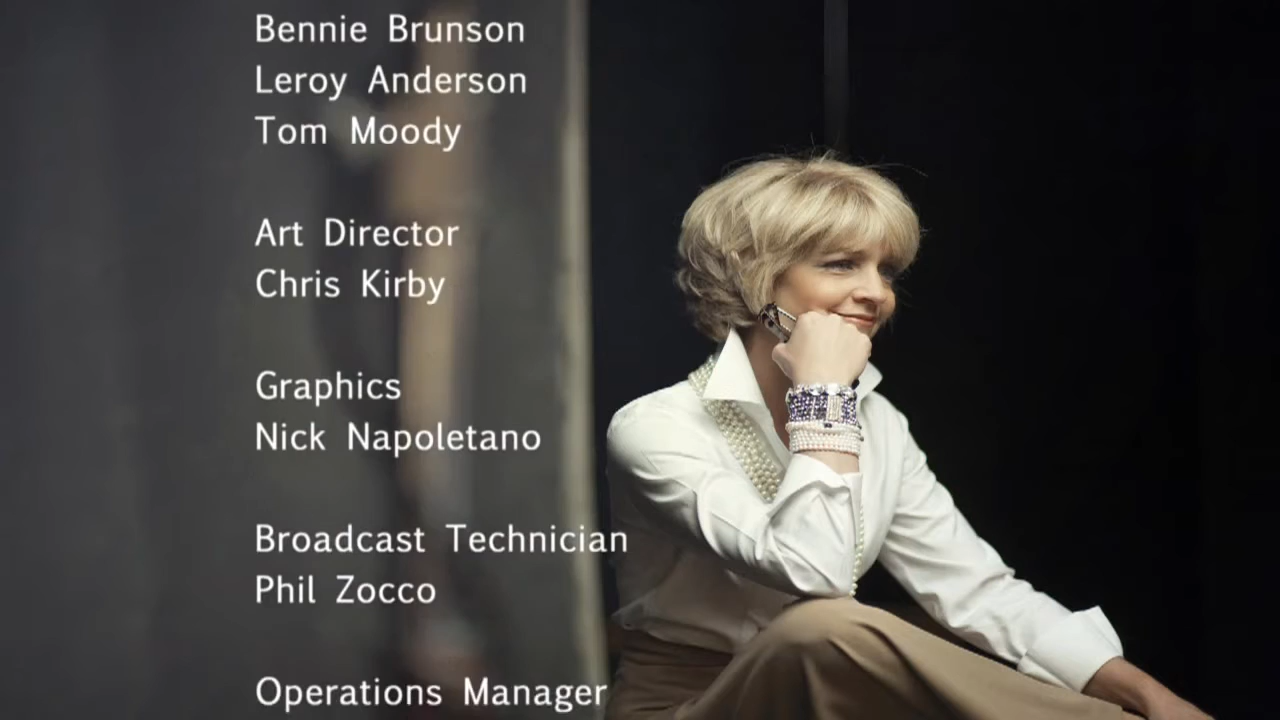 Bennie Brunson
Leroy Anderson
Tom Moody
Art Director
Chris Kirby
Graphics
Nick Napoletano
Broadcast Technician
Phil Zocco
Operations Manager